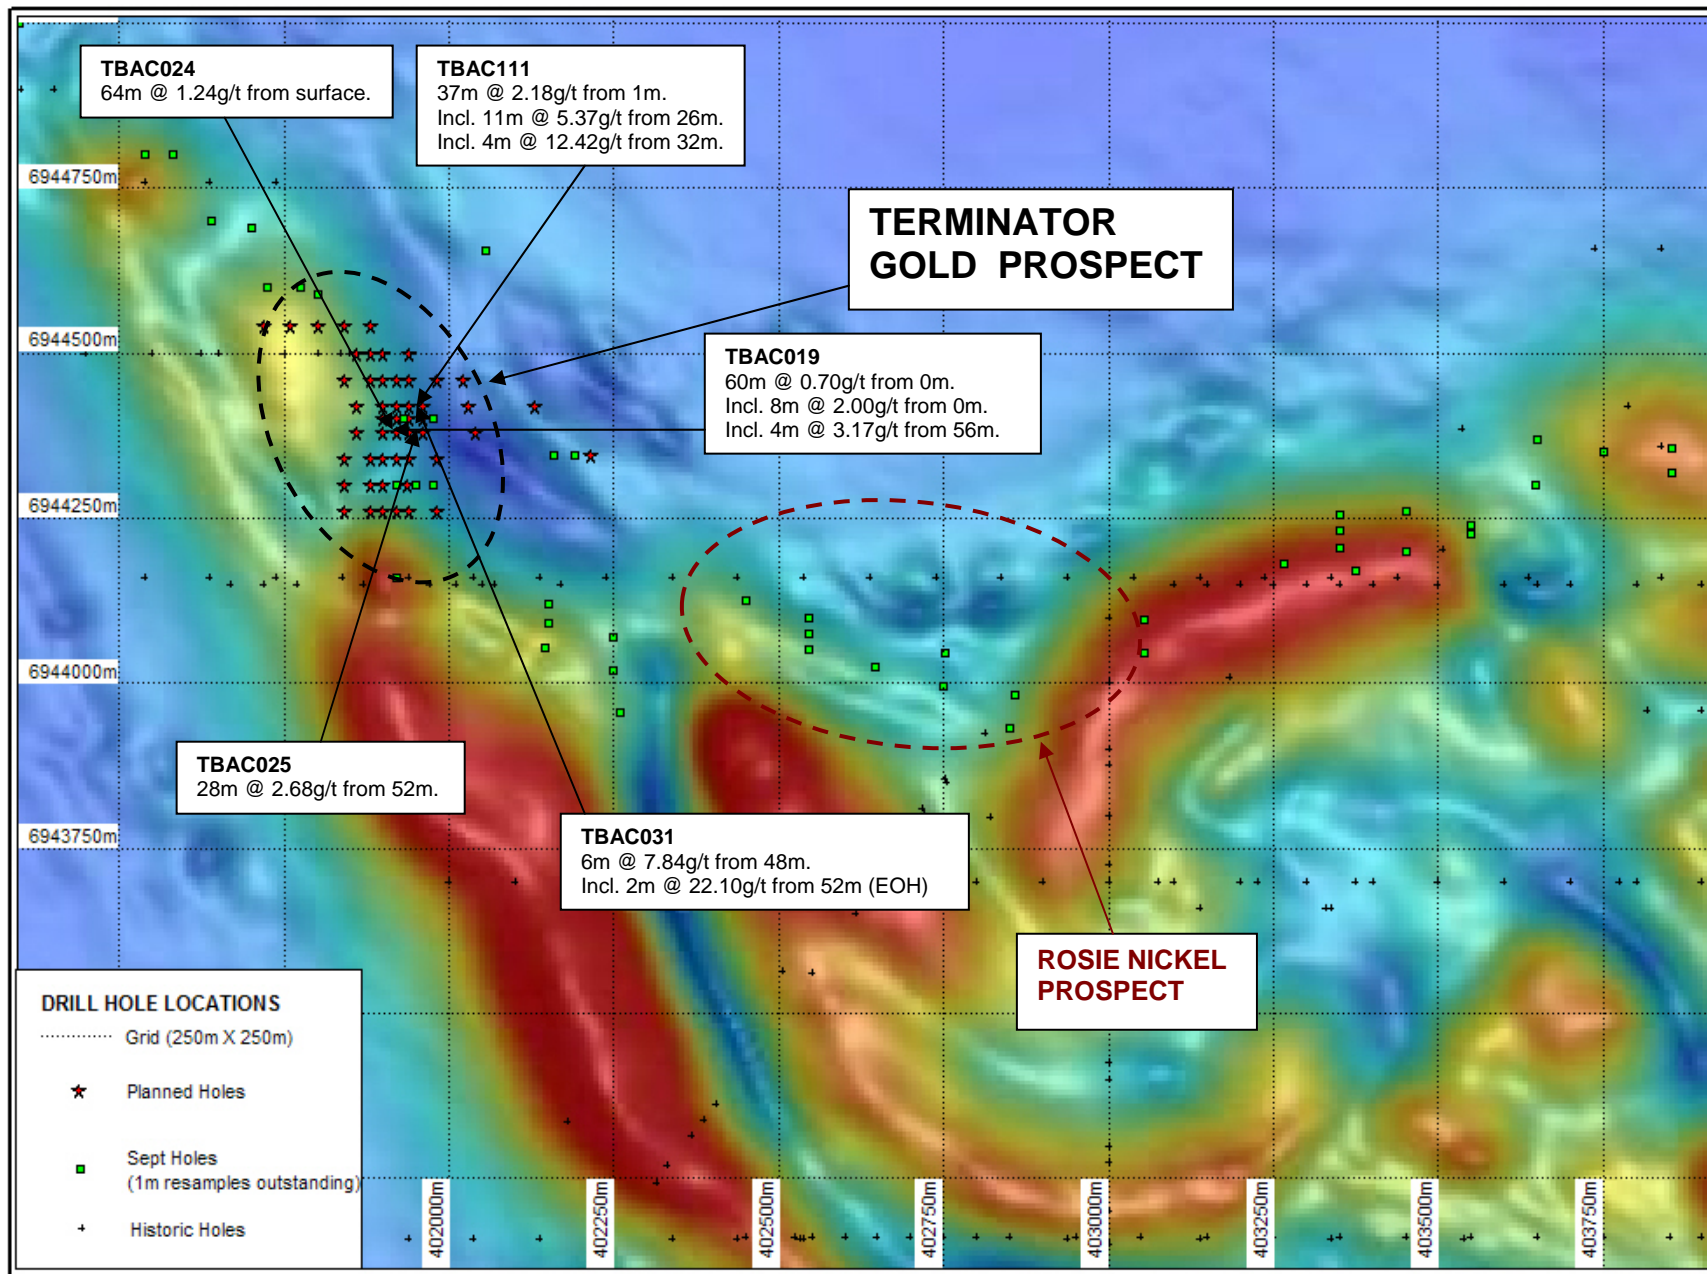 TBAC024
64m @ 1.24g/t from surface.
TBAC111
37m @ 2.18g/t from 1m.
Incl. 11m @ 5.37g/t from 26m.
Incl. 4m @ 12.42g/t from 32m.
6944750m
TERMINATOR
GOLD PROSPECT
6944500m
TBAC019
60m @ 0.70g/t from 0m.
Incl. 8m @ 2.00g/t from 0m.
Incl. 4m @ 3.17g/t from 56m.
6944250m
6944000m
TBAC025
28m @ 2.68g/t from 52m.
TBAC031
6m @ 7.84g/t from 48m.
Incl. 2m @ 22.10g/t from 52m (EOH)
6943750m
ROSIE NICKEL
PROSPECT
DRILL HOLE LOCATIONS
Grid (250m X 250m)
Planned Holes
Sept Holes
(1m resamples outstanding)
Historic Holes
402000m
402250m
402500m
402750m
403000m
403250m
403500m
403750m